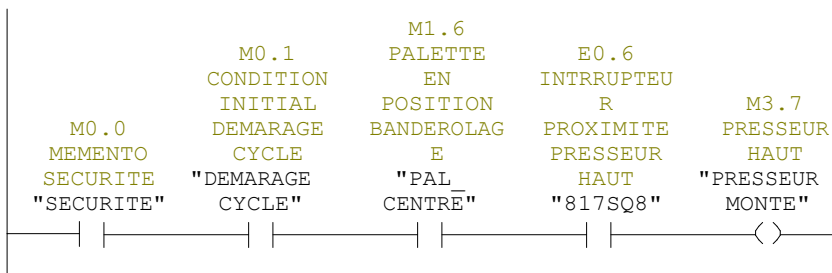 M0.0
MEMENTO
SECURITE
"SECURITE"
M0.1
CONDITION
INITIAL
DEMARAGE
CYCLE
"DEMARAGE
CYCLE"
M1.6
PALETTE
EN
POSITION
BANDEROLAG
E
"PAL_
CENTRE"
E0.6
INTRRUPTEU
R
PROXIMITE
PRESSEUR
HAUT
"817SQ8"
M3.7
PRESSEUR
HAUT
"PRESSEUR
MONTE"